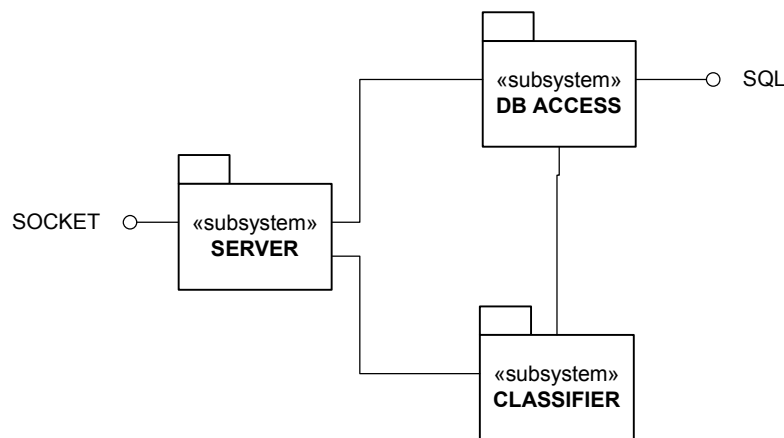 «subsystem»
DB ACCESS
SQL
SOCKET
«subsystem»
SERVER
«subsystem»
CLASSIFIER